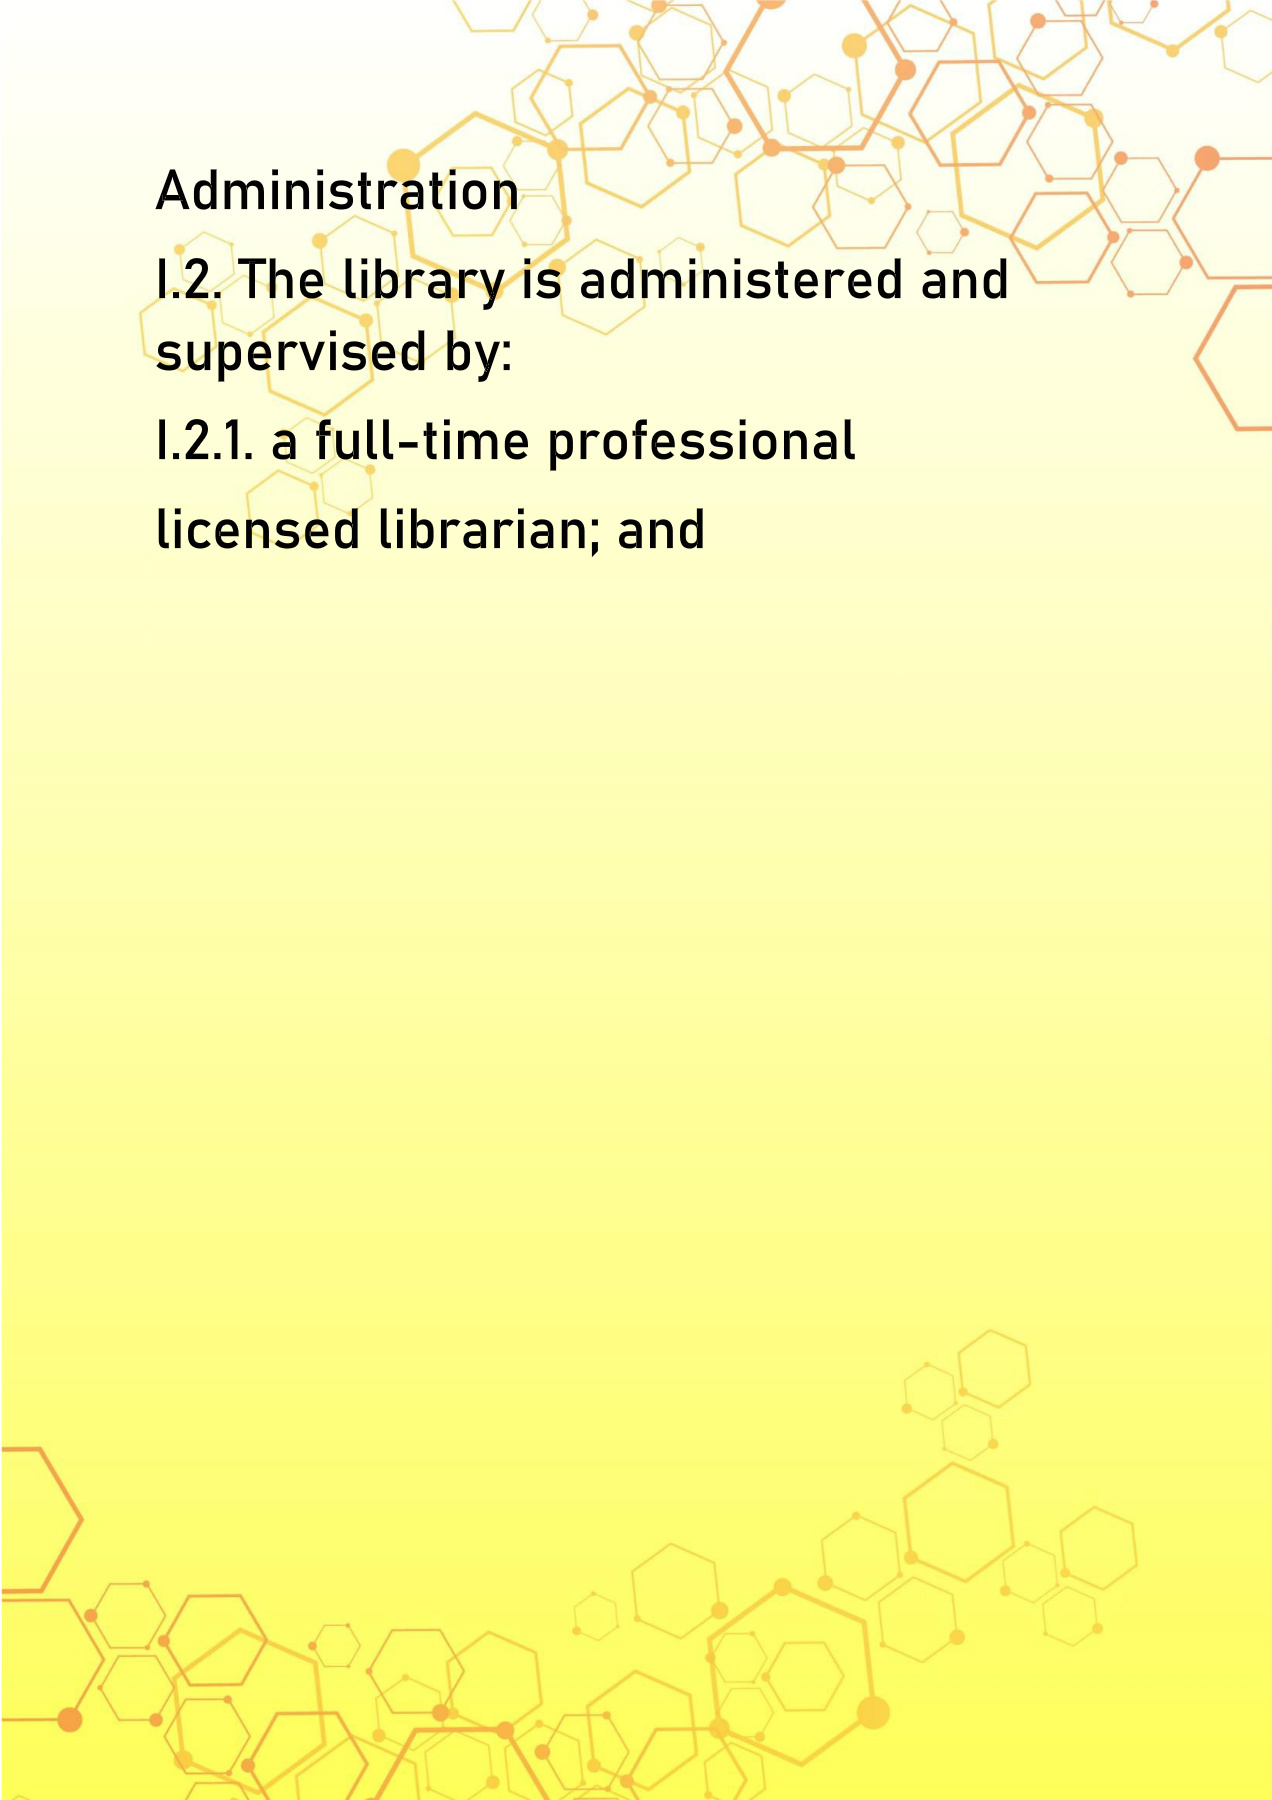 Administration
I.2. The library is administered and
supervised by:
I.2.1. a full-time professional
licensed librarian; and